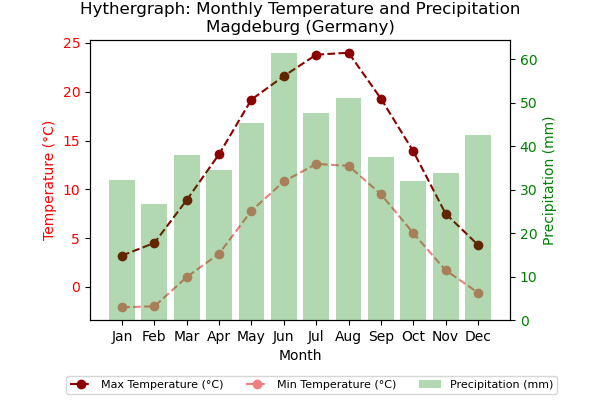 Hythergraph: Monthly Temperature and Precipitation
Magdeburg (Germany)
25
20
15
10
5
0
Temperature (°C)
60
50
40
30
20
10
0
Precipitation (mm)
Jan Feb Mar Apr May Jun Jul Aug Sep Oct Nov Dec
Month
Max Temperature (°C) Min Temperature (°C) Precipitation (mm)